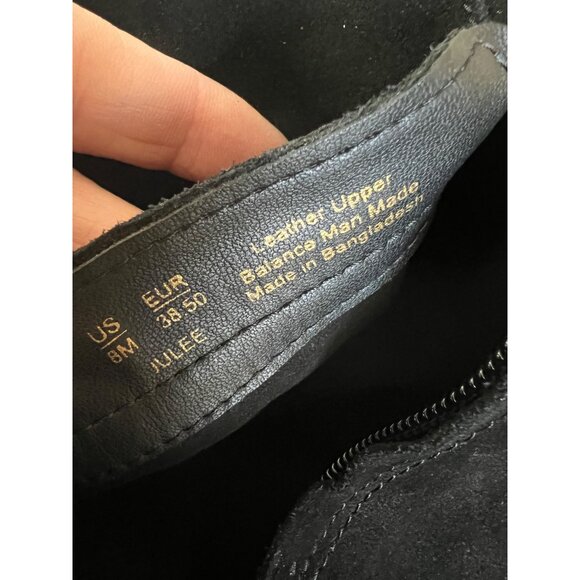 US EUR
8M 38 50
JULEE
Leather Upper
Balance Man Made
Made in Bangladesh